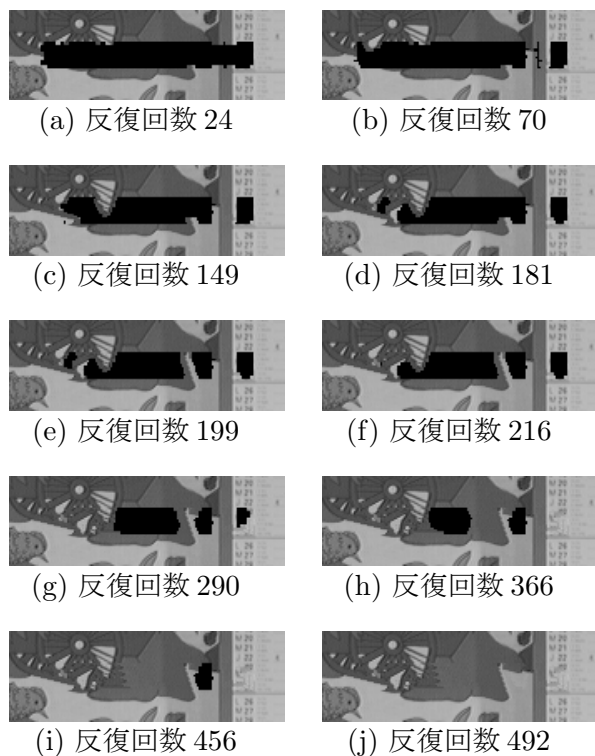 (a) 反復回数 24
(b) 反復回数 70
(c) 反復回数 149
(d) 反復回数 181
(e) 反復回数 199
(f) 反復回数 216
(g) 反復回数 290
(h) 反復回数 366
(i) 反復回数 456
(j) 反復回数 492